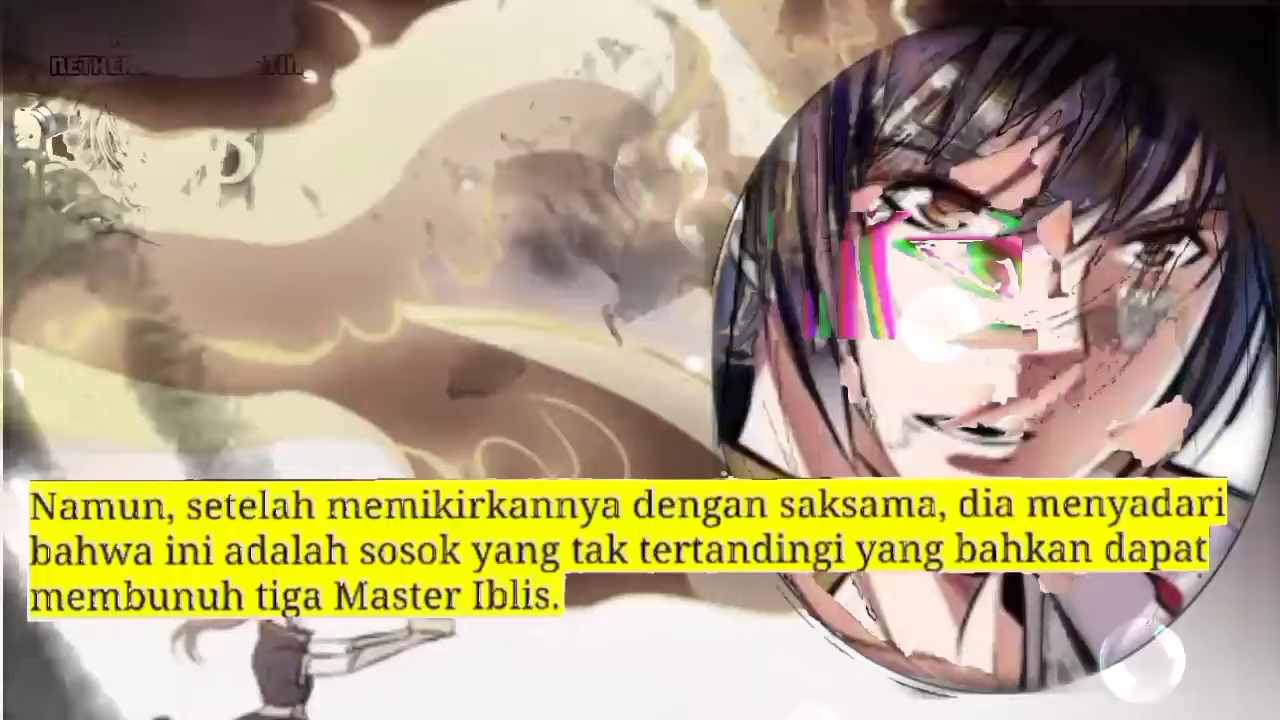 Namun, setelah memikirkannya dengan saksama, dia menyadari
bahwa ini adalah sosok yang tak tertandingi yang bahkan dapat
membunuh tiga Master Iblis.